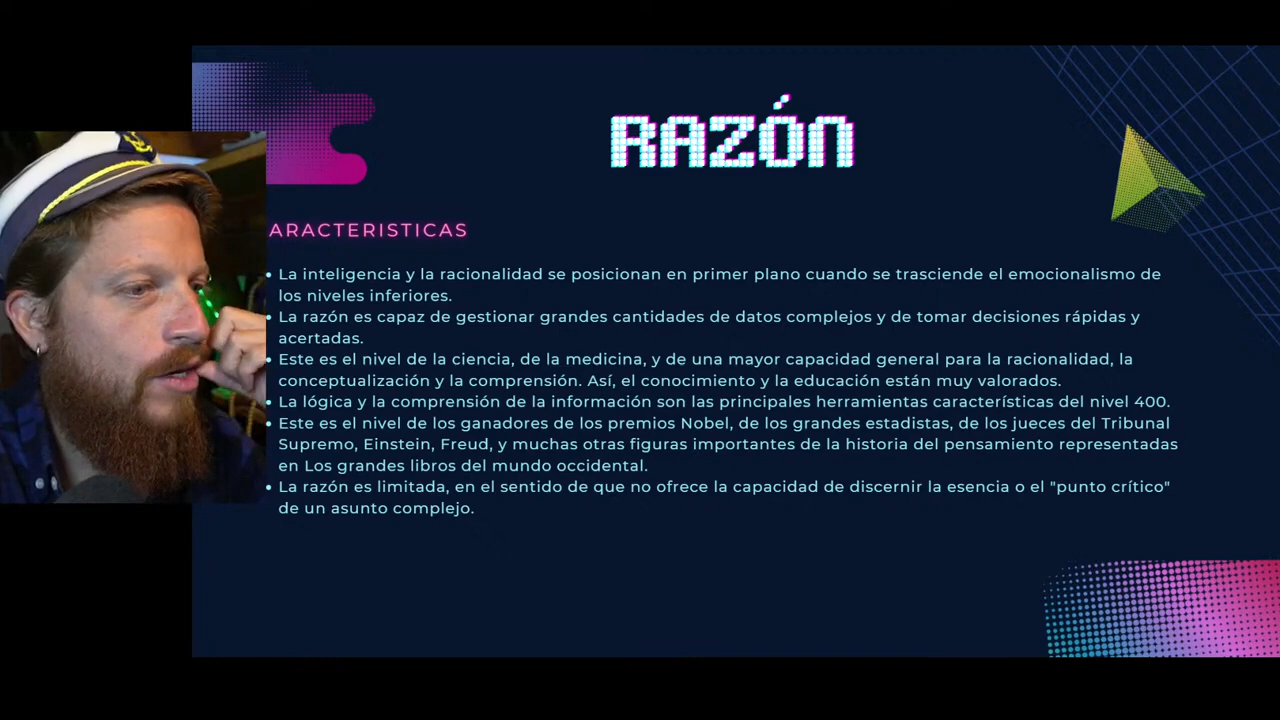 RAZÓN
ARACTERISTICAS
• La inteligencia y la racionalidad se posicionan en primer plano cuando se trasciende el emocionalismo de
los niveles inferiores.
• La razón es capaz de gestionar grandes cantidades de datos complejos y de tomar decisiones rápidas y
acertadas.
• Este es el nivel de la ciencia, de la medicina, y de una mayor capacidad general para la racionalidad, la
conceptualización y la comprensión. Así, el conocimiento y la educación están muy valorados.
• La lógica y la comprensión de la información son las principales herramientas características del nivel 400.
• Este es el nivel de los ganadores de los premios Nobel, de los grandes estadistas, de los jueces del Tribunal
Supremo, Einstein, Freud, y muchas otras figuras importantes de la historia del pensamiento representadas
en Los grandes libros del mundo occidental.
• La razón es limitada, en el sentido de que no ofrece la capacidad de discernir la esencia o el "punto crítico"
de un asunto complejo.